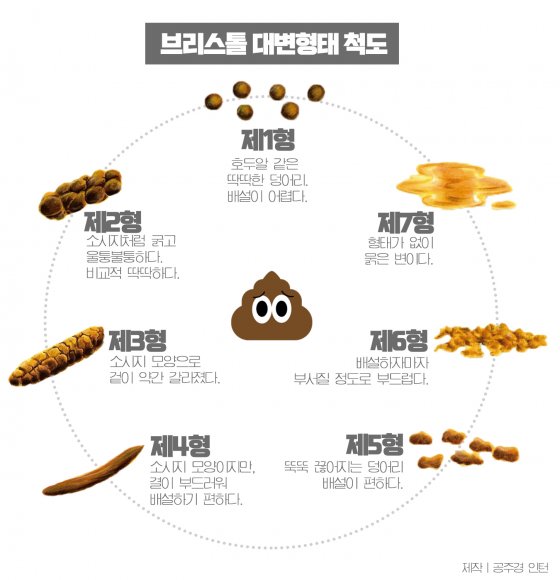 브리스톨 대변형태 척도
제1형
호두알 같은
딱딱한 덩어리.
배설이 어렵다.
제2형
소시지처럼 굵고
울퉁불퉁하다.
비교적 딱딱하다.
제3형
소시지 모양으로
겉이 약간 갈라졌다.
제4형
소시지 모양이지만,
결이 부드러워
배설하기 편하다.
제5형
뚝뚝 끊어지는 덩어리
배설이 편하다.
제6형
배설하자마자
부서질 정도로 부드럽다.
제7형
형태가 없이
묽은 변이다.
제작 | 공주경 인턴